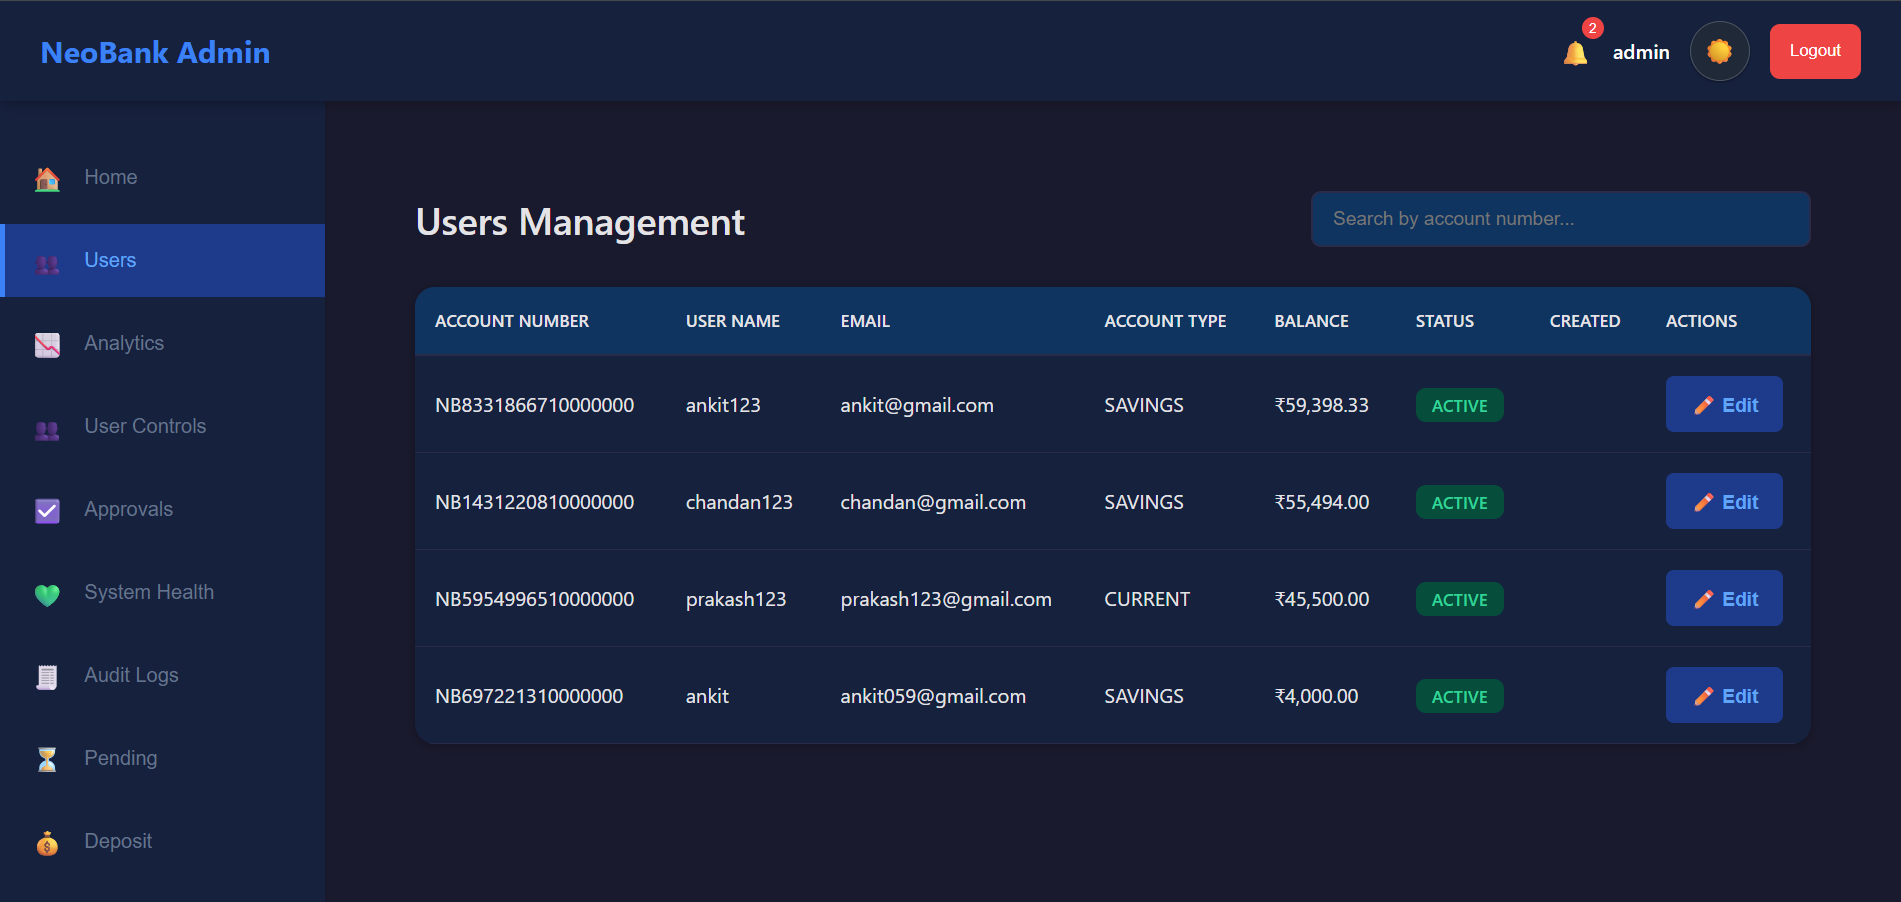 NeoBank Admin
2
admin
Logout
Home
Users
Analytics
User Controls
Approvals
System Health
Audit Logs
Pending
Deposit
Users Management
Search by account number...
ACCOUNT NUMBER USER NAME EMAIL ACCOUNT TYPE BALANCE STATUS CREATED ACTIONS
NB8331866710000000 ankit123 ankit@gmail.com SAVINGS ₹59,398.33 ACTIVE Edit
NB1431220810000000 chandan123 chandan@gmail.com SAVINGS ₹55,494.00 ACTIVE Edit
NB5954996510000000 prakash123 prakash123@gmail.com CURRENT ₹45,500.00 ACTIVE Edit
NB697221310000000 ankit ankit059@gmail.com SAVINGS ₹4,000.00 ACTIVE Edit